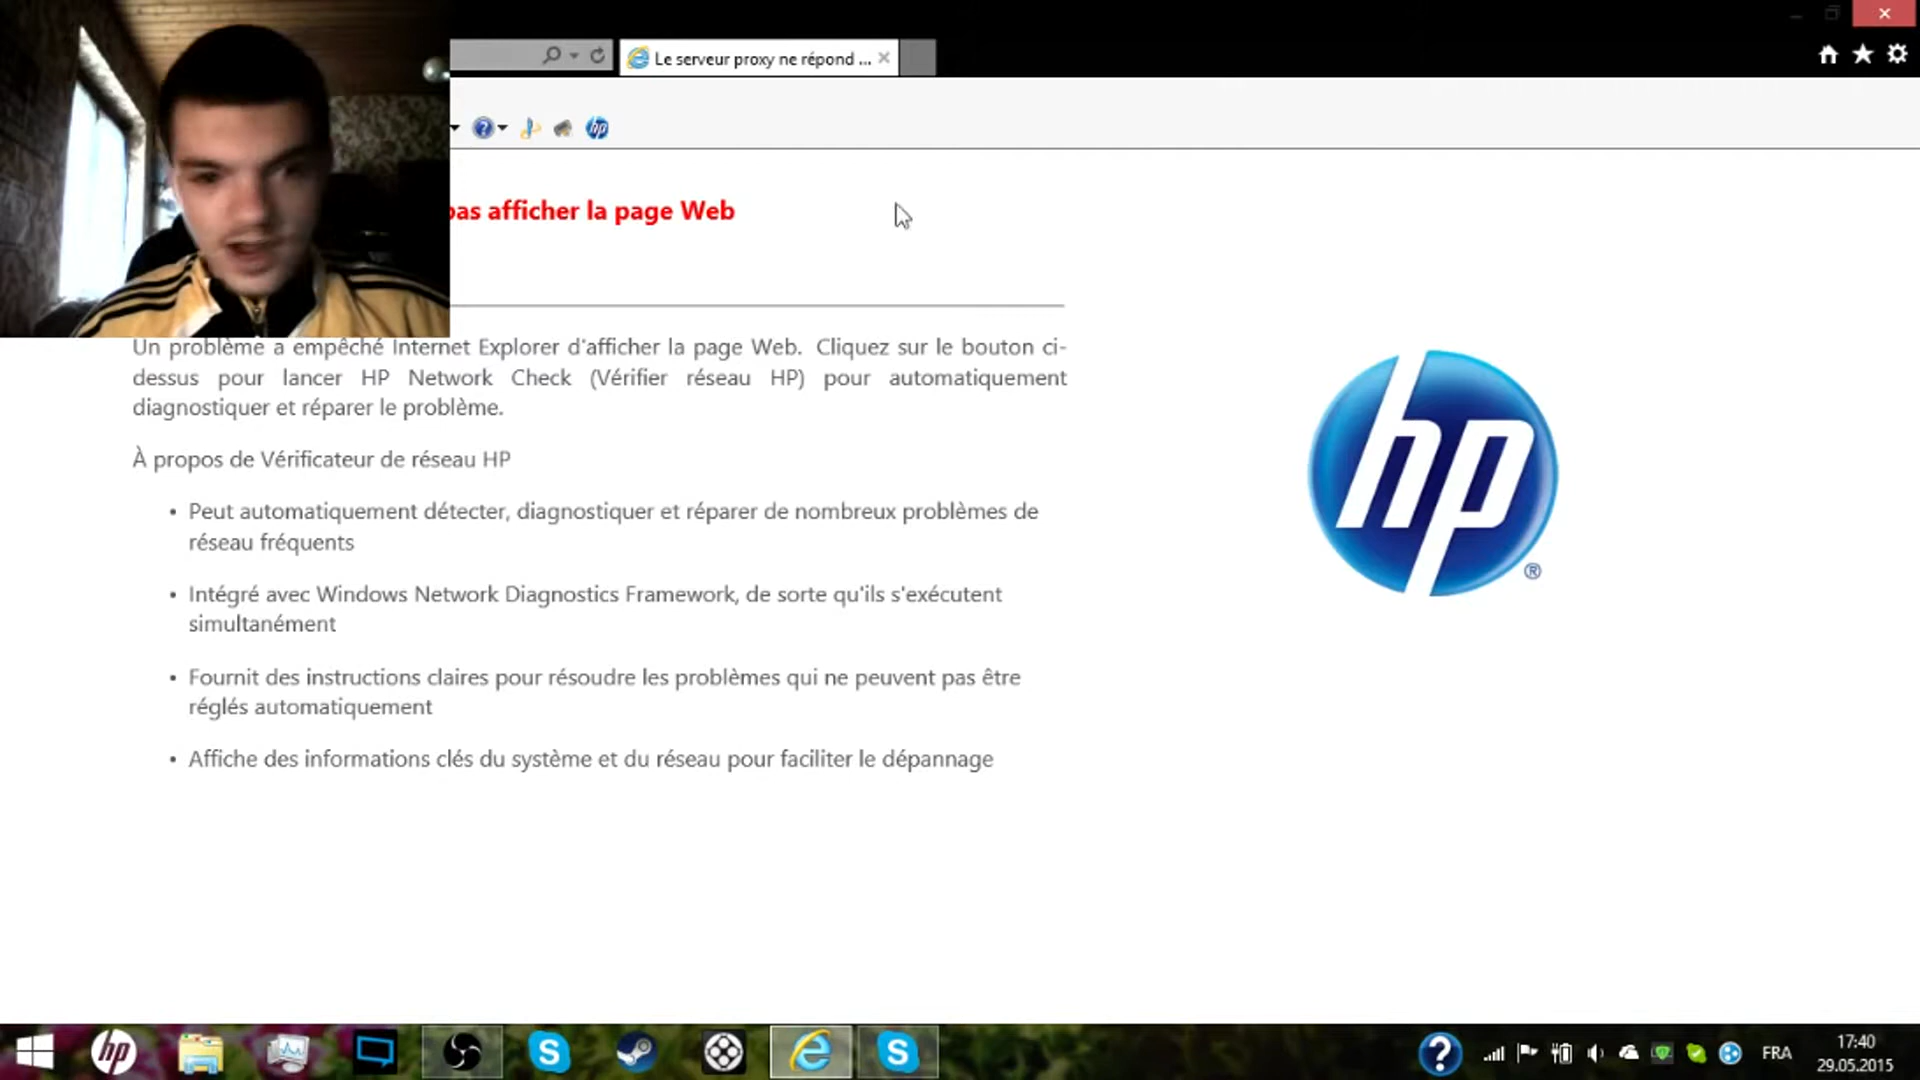 Le serveur proxy ne répond ...
hp
pas afficher la page Web
Un problème a empêché Internet Explorer d'afficher la page Web. Cliquez sur le bouton ci-
dessus pour lancer HP Network Check (Vérifier réseau HP) pour automatiquement
diagnostiquer et réparer le problème.
À propos de Vérificateur de réseau HP
• Peut automatiquement détecter, diagnostiquer et réparer de nombreux problèmes de
réseau fréquents
• Intégré avec Windows Network Diagnostics Framework, de sorte qu'ils s'exécutent
simultanément
• Fournit des instructions claires pour résoudre les problèmes qui ne peuvent pas être
réglés automatiquement
• Affiche des informations clés du système et du réseau pour faciliter le dépannage
hp
®
hp
FRA
17:40
29.05.2015